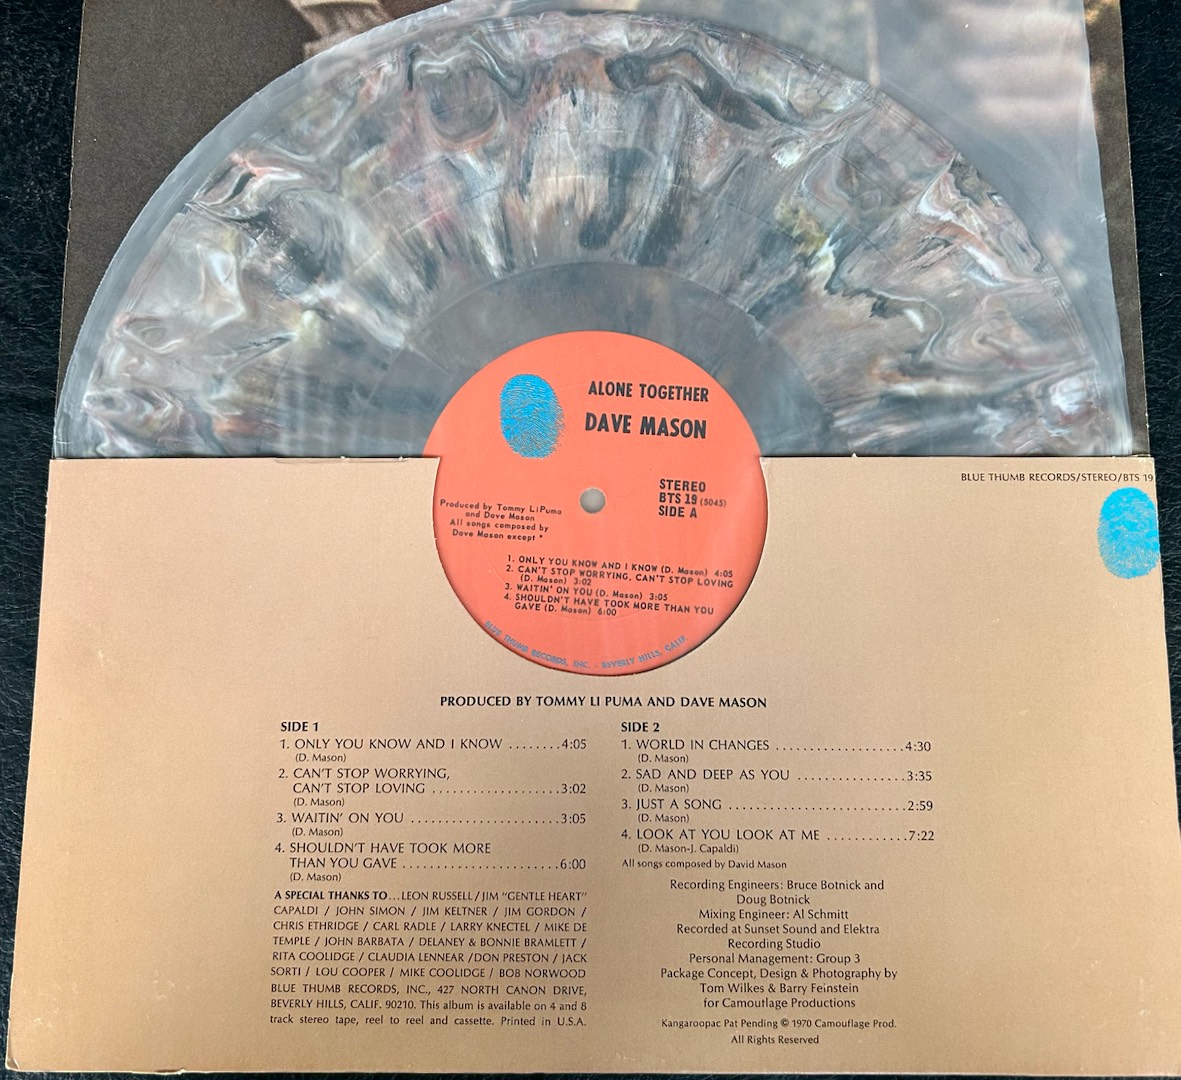 ALONE TOGETHER
DAVE MASON
STEREO
BTS 19 (5045)
SIDE A
Produced by Tommy LiPuma
and Dave Mason
All songs composed by
Dave Mason except *
1. ONLY YOU KNOW AND I KNOW (D. Mason) 4:05
2. CAN'T STOP WORRYING, CAN'T STOP LOVING
(D. Mason) 3:02
3. WAITIN' ON YOU (D. Mason) 3:05
4. SHOULDN'T HAVE TOOK MORE THAN YOU
GAVE (D. Mason) 6:00
BLUE THUMB RECORDS, INC. - BEVERLY HILLS, CALIF.
BLUE THUMB RECORDS/STEREO/BTS 19
PRODUCED BY TOMMY LI PUMA AND DAVE MASON
SIDE 1
1. ONLY YOU KNOW AND I KNOW ........4:05
(D. Mason)
2. CAN'T STOP WORRYING,
CAN'T STOP LOVING ....................3:02
(D. Mason)
3. WAITIN' ON YOU .......................3:05
(D. Mason)
4. SHOULDN'T HAVE TOOK MORE
THAN YOU GAVE ........................6:00
(D. Mason)
A SPECIAL THANKS TO...LEON RUSSELL / JIM "GENTLE HEART"
CAPALDI / JOHN SIMON / JIM KELTNER / JIM GORDON /
CHRIS ETHRIDGE / CARL RADLE / LARRY KNECTEL / MIKE DE
TEMPLE / JOHN BARBATA / DELANEY & BONNIE BRAMLETT /
RITA COOLIDGE / CLAUDIA LENNEAR /DON PRESTON / JACK
SORTI / LOU COOPER / MIKE COOLIDGE / BOB NORWOOD
BLUE THUMB RECORDS, INC., 427 NORTH CANON DRIVE,
BEVERLY HILLS, CALIF. 90210. This album is available on 4 and 8
track stereo tape, reel to reel and cassette. Printed in U.S.A.
SIDE 2
1. WORLD IN CHANGES ...................4:30
(D. Mason)
2. SAD AND DEEP AS YOU ................3:35
(D. Mason)
3. JUST A SONG ...........................2:59
(D. Mason)
4. LOOK AT YOU LOOK AT ME ............7:22
(D. Mason-J. Capaldi)
All songs composed by David Mason
Recording Engineers: Bruce Botnick and
Doug Botnick
Mixing Engineer: Al Schmitt
Recorded at Sunset Sound and Elektra
Recording Studio
Personal Management: Group 3
Package Concept, Design & Photography by
Tom Wilkes & Barry Feinstein
for Camouflage Productions
Kangaroopac Pat Pending © 1970 Camouflage Prod.
All Rights Reserved